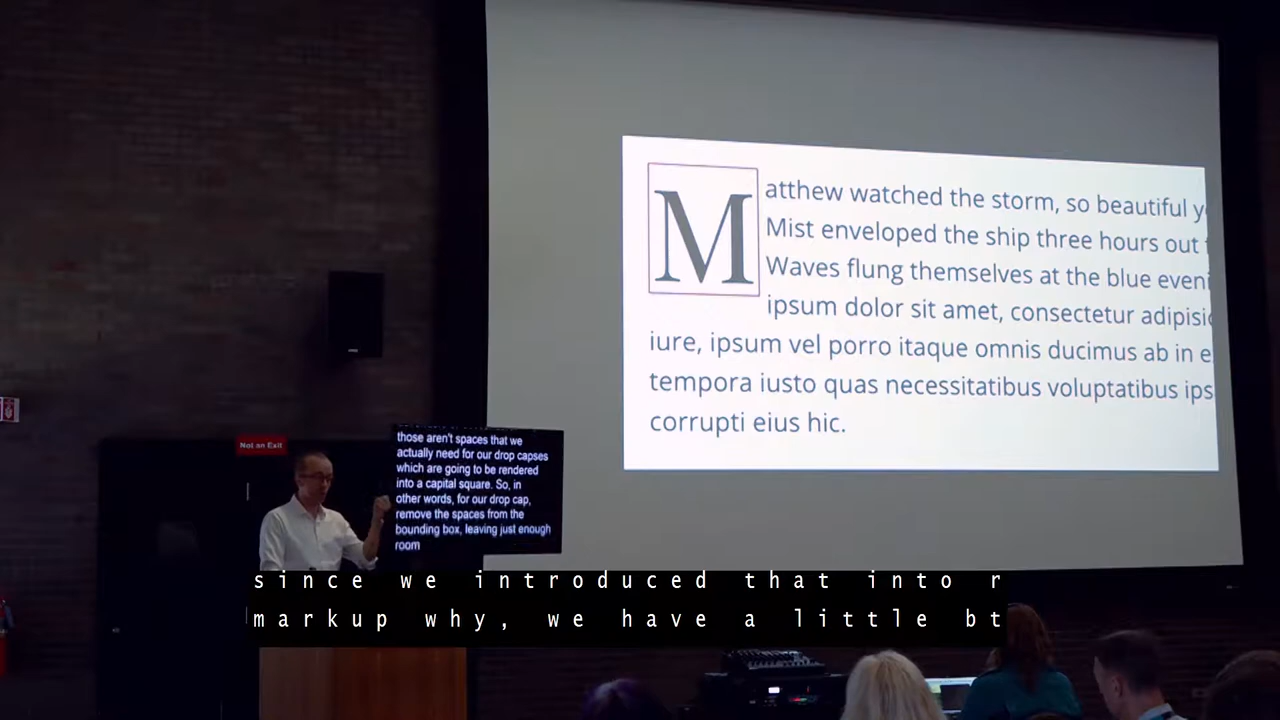 M
atthew watched the storm, so beautiful y
Mist enveloped the ship three hours out
Waves flung themselves at the blue eveni
ipsum dolor sit amet, consectetur adipisi
iure, ipsum vel porro itaque omnis ducimus ab in e
tempora iusto quas necessitatibus voluptatibus ips
corrupti eius hic.
Not an Exit
those aren't spaces that we
actually need for our drop capses
which are going to be rendered
into a capital square. So, in
other words, for our drop cap,
remove the spaces from the
bounding box, leaving just enough
room
since we introduced that into r
markup why, we have a little bt